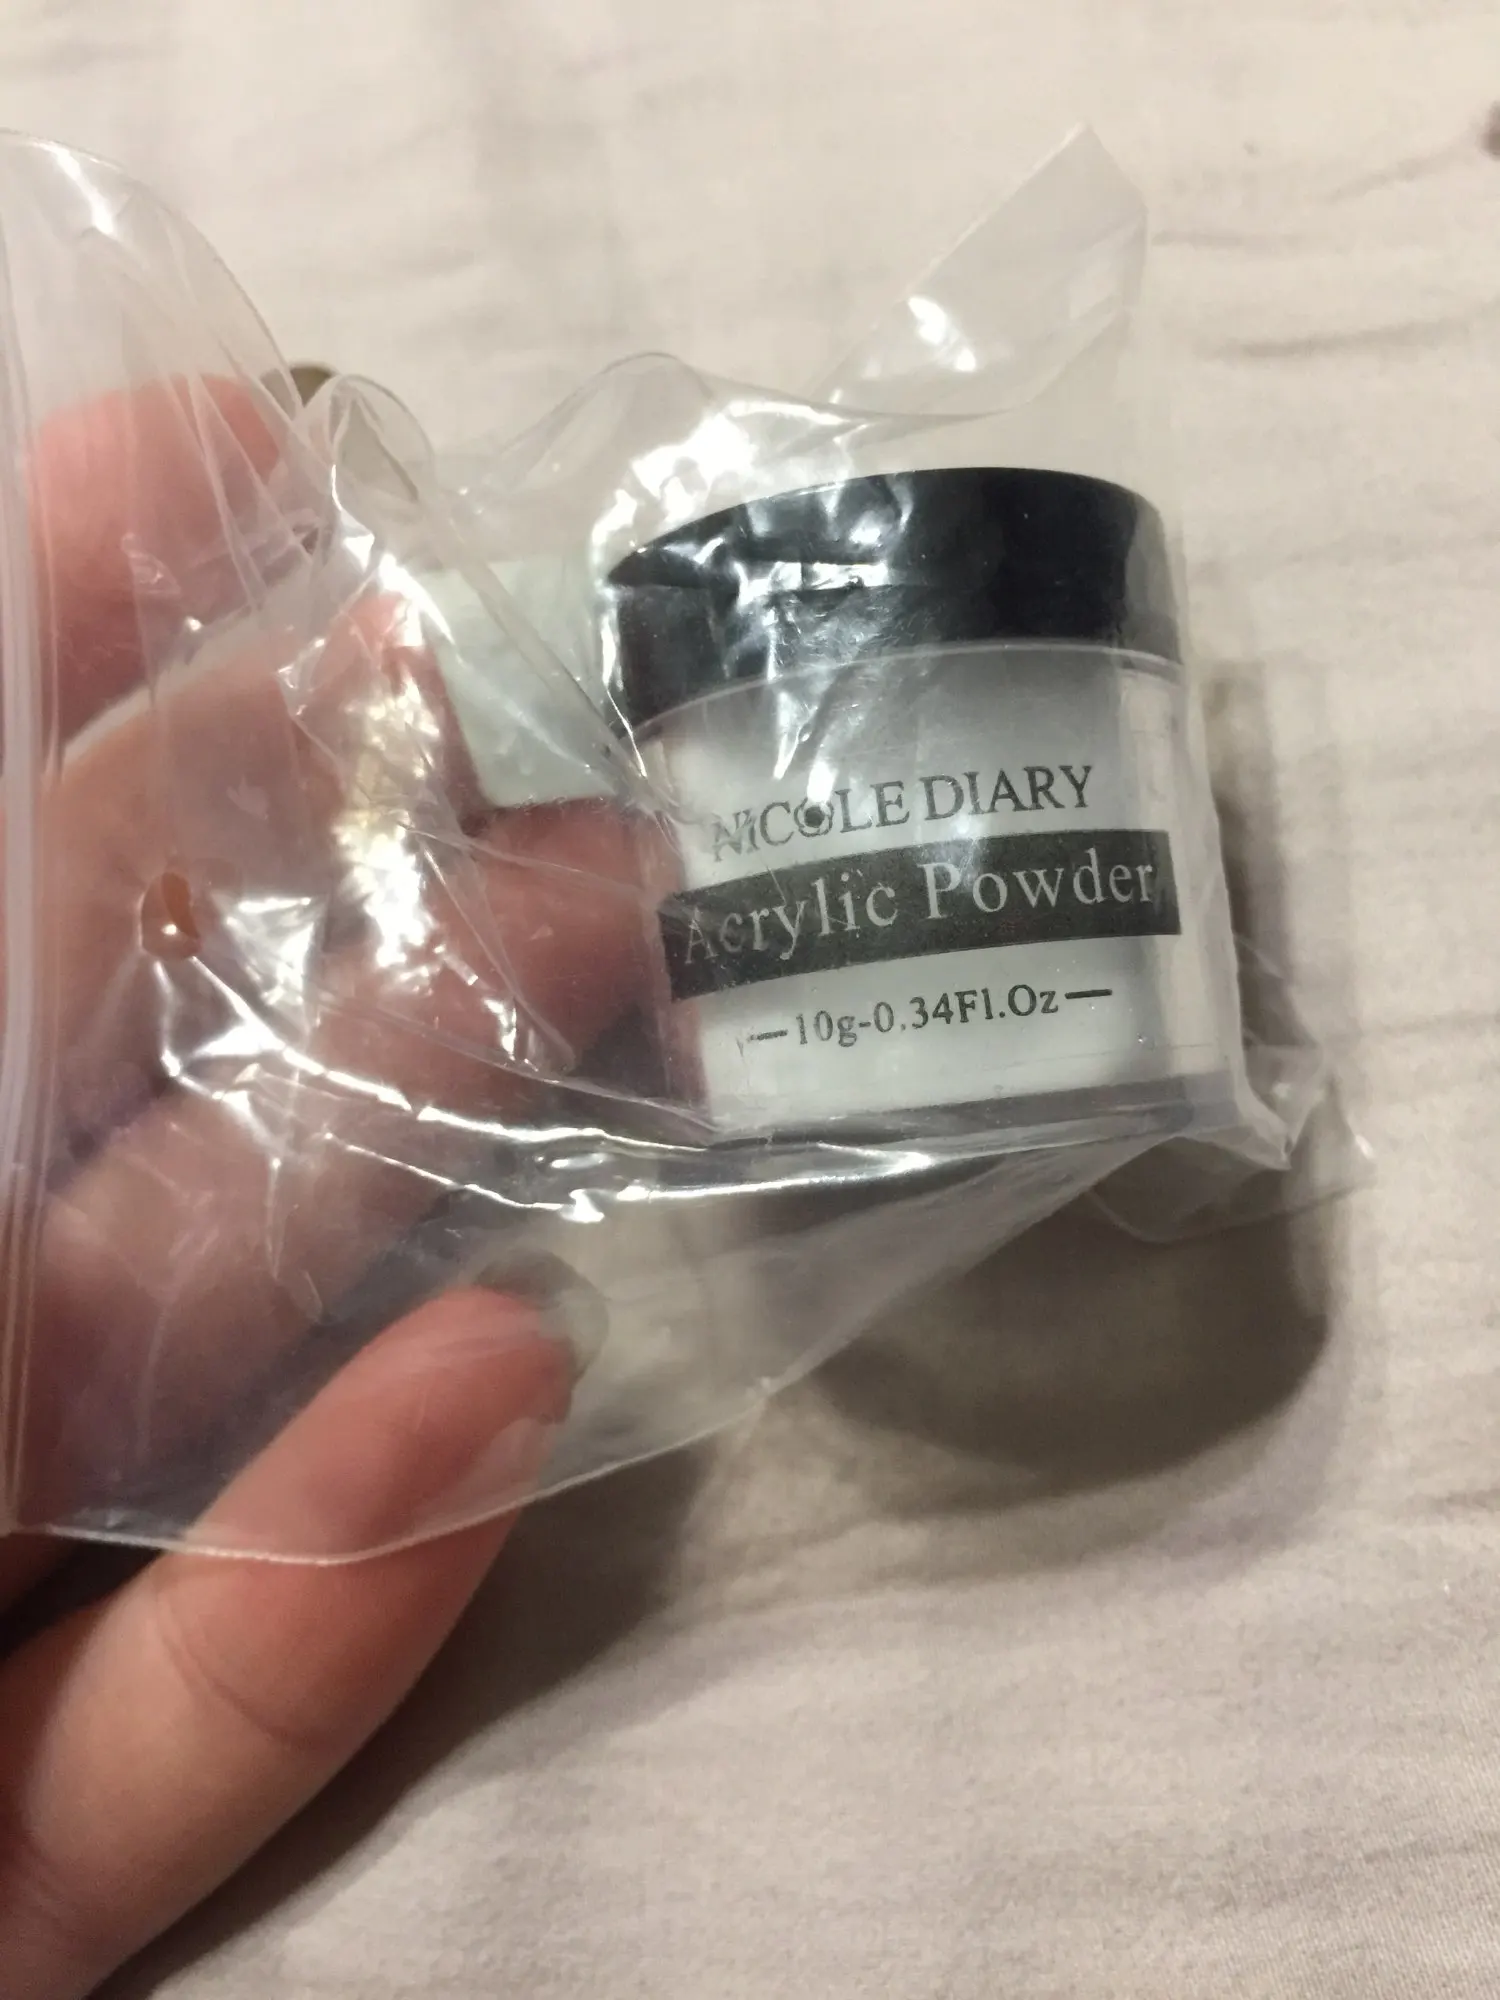 NICOLE DIARY
Acrylic Powder
—10g-0.34Fl.Oz—